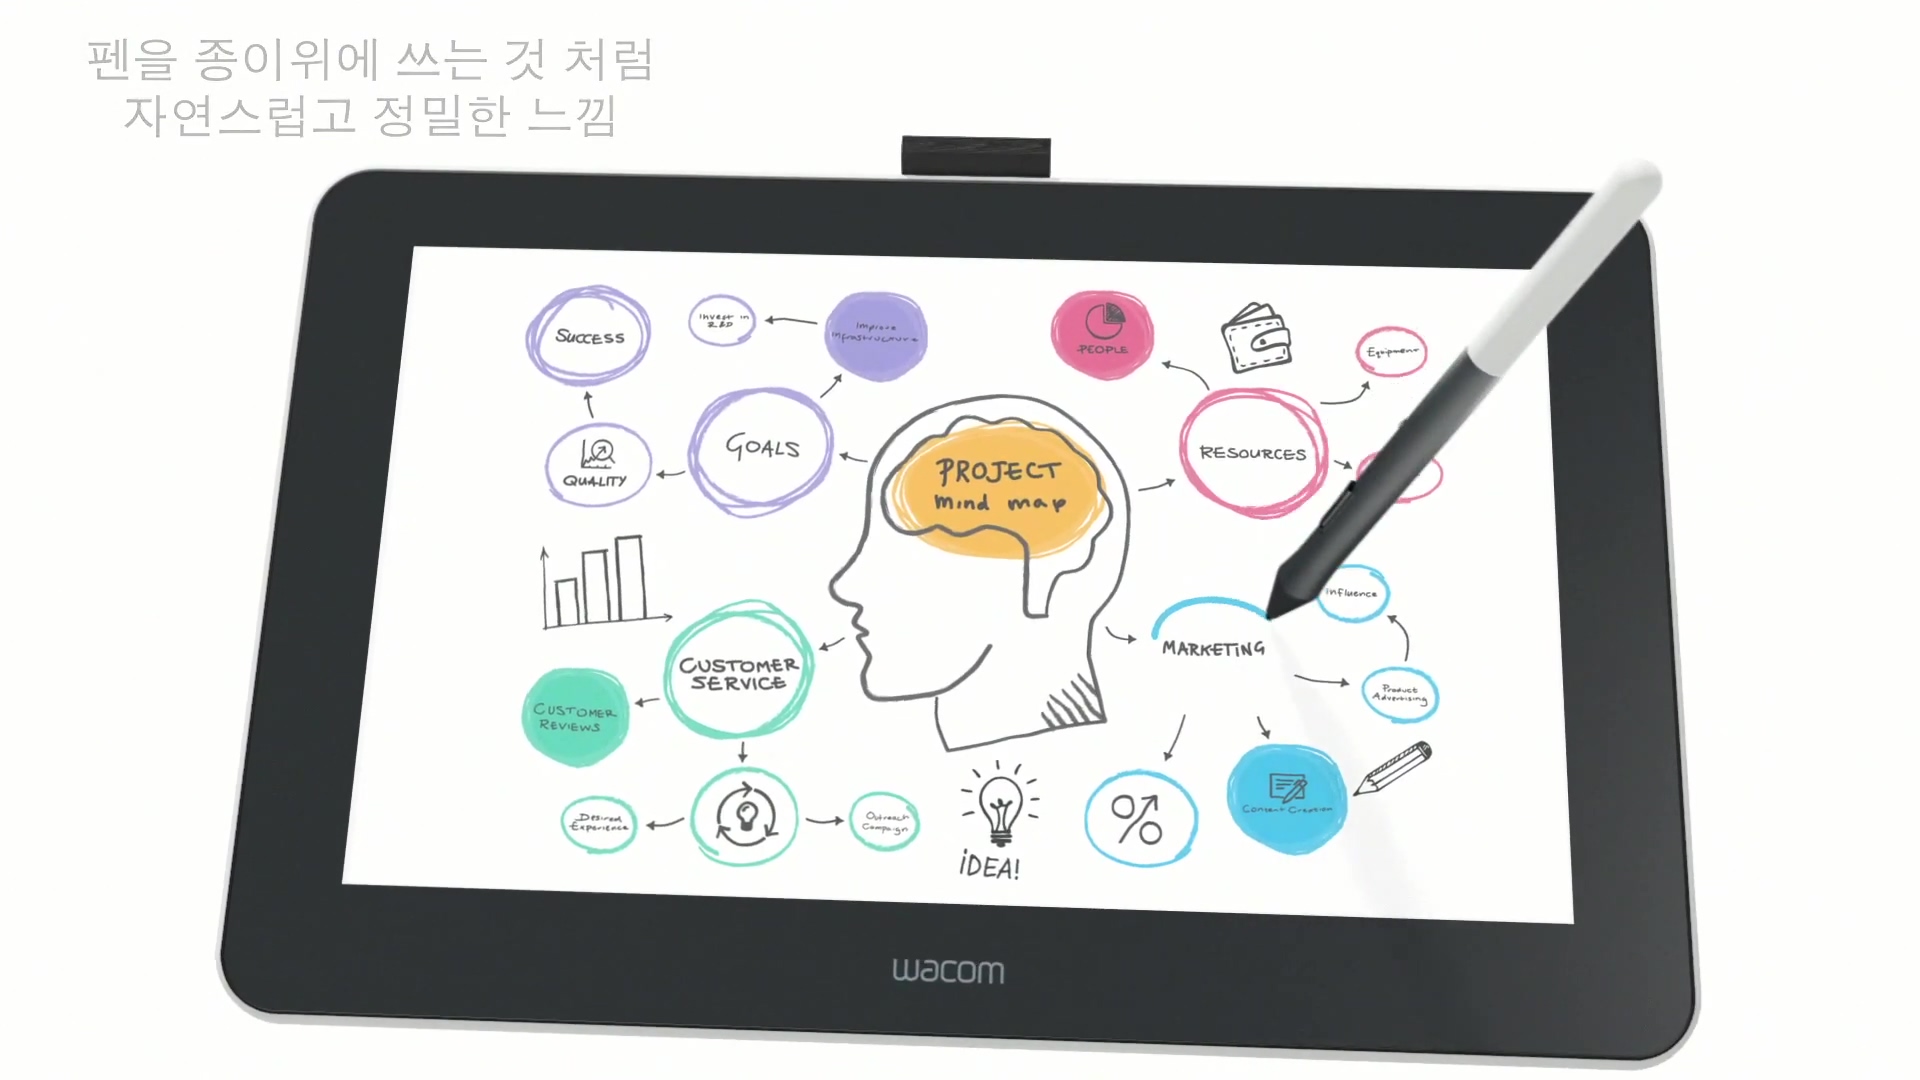 펜을 종이위에 쓰는 것 처럼
자연스럽고 정밀한 느낌
SUCCESS
Invest in
R&D
Improve
Infrastructure
PEOPLE
Equipment
GOALS
RESOURCES
QUALITY
PROJECT
mind map
Influence
MARKETING
CUSTOMER
SERVICE
Product
Advertising
CUSTOMER
REVIEWS
Content Creation
Desired
Experience
Outreach
Campaign
iDEA!
wacom